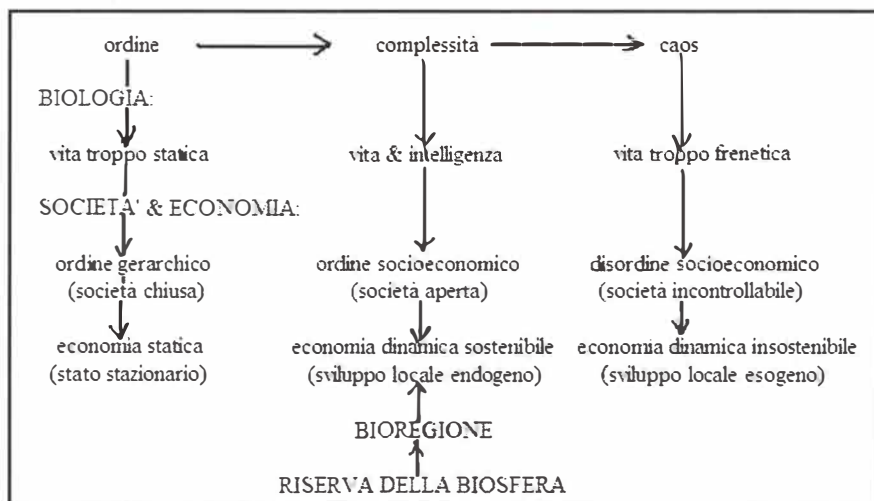 ordine complessità caos
BIOLOGIA:
vita troppo statica vita & intelligenza vita troppo frenetica
SOCIETA' & ECONOMIA:
ordine gerarchico ordine socioeconomico disordine socioeconomico
(società chiusa) (società aperta) (società incontrollabile)
economia statica economia dinamica sostenibile economia dinamica insostenibile
(stato stazionario) (sviluppo locale endogeno) (sviluppo locale esogeno)
BIOREGIONE
RISERVA DELLA BIOSFERA